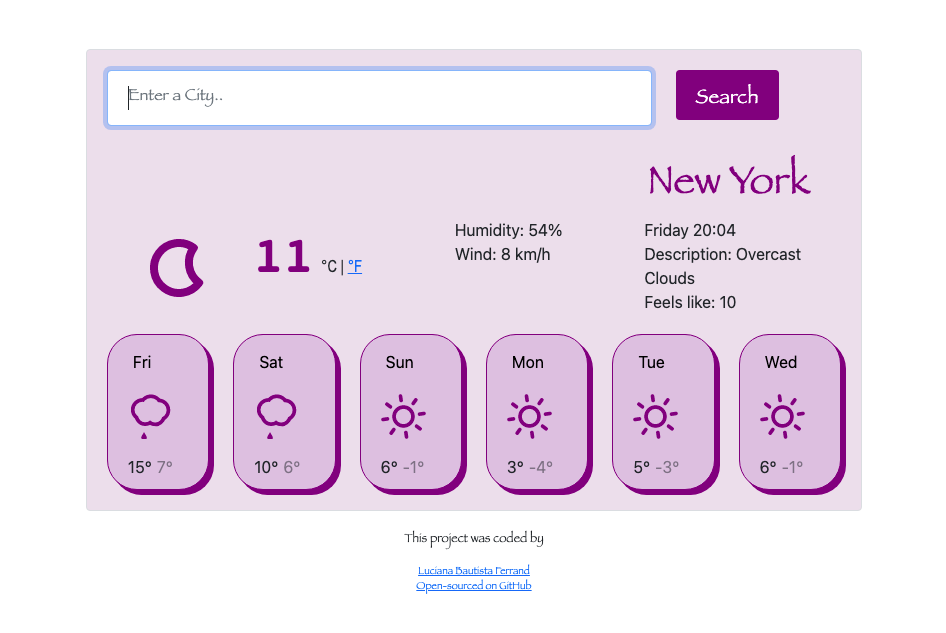 Enter a City..
Search
New York
11 °C | °F
Humidity: 54%
Wind: 8 km/h
Friday 20:04
Description: Overcast
Clouds
Feels like: 10
Fri
15° 7°
Sat
10° 6°
Sun
6° -1°
Mon
3° -4°
Tue
5° -3°
Wed
6° -1°
This project was coded by
Luciana Bautista Ferrand
Open-sourced on GitHub